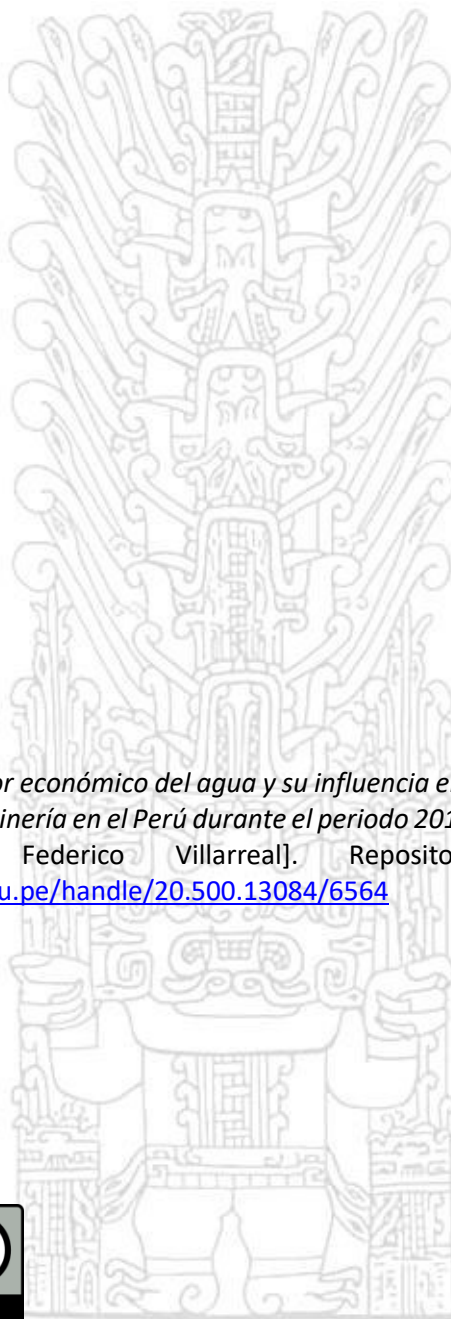 or económico del agua y su influencia e
inería en el Perú durante el periodo 201
Federico Villarreal]. Reposito
u.pe/handle/20.500.13084/6564